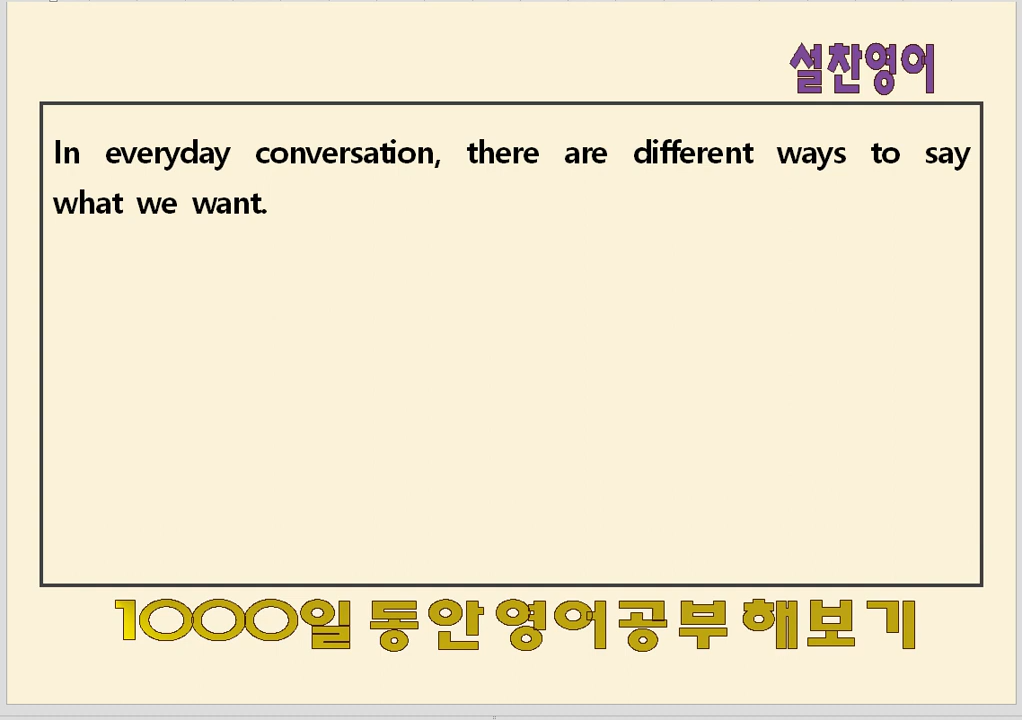 설찬영어
In everyday conversation, there are different ways to say
what we want.
1000일 동안 영어공부 해보기